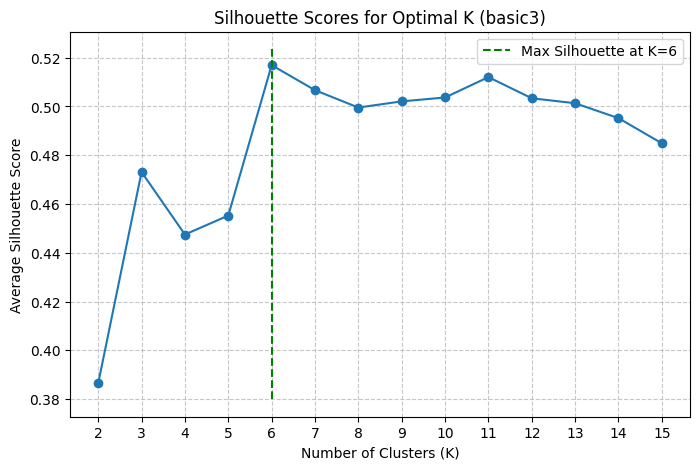 Silhouette Scores for Optimal K (basic3)
Max Silhouette at K=6
Average Silhouette Score
0.52
0.50
0.48
0.46
0.44
0.42
0.40
0.38
2 3 4 5 6 7 8 9 10 11 12 13 14 15
Number of Clusters (K)